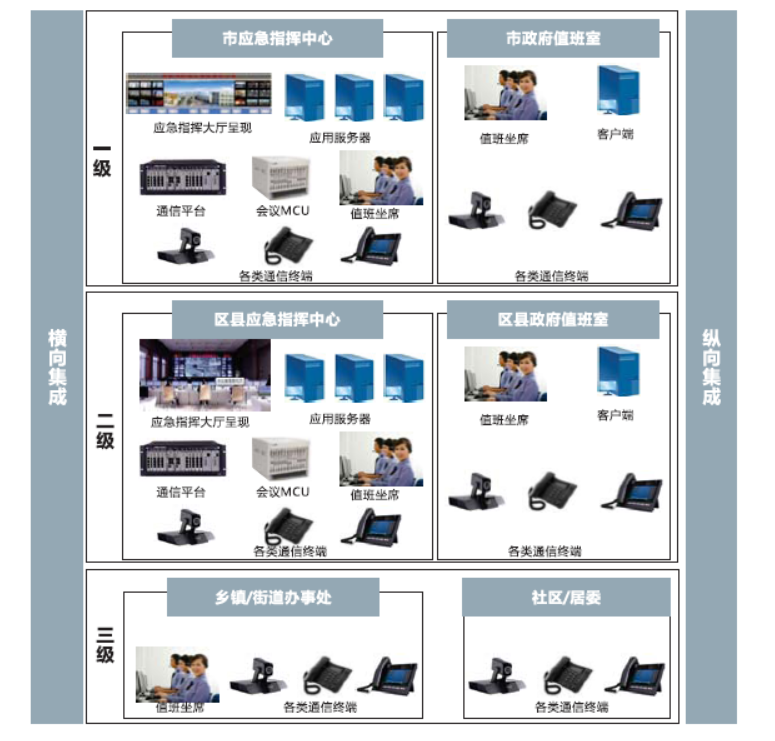 市应急指挥中心
市政府值班室
应急指挥大厅呈现
应用服务器
值班坐席
客户端
一级
通信平台
会议MCU
值班坐席
各类通信终端
各类通信终端
横向集成
纵向集成
区县应急指挥中心
区县政府值班室
应急指挥大厅呈现
应用服务器
值班坐席
客户端
二级
通信平台
会议MCU
值班坐席
各类通信终端
各类通信终端
乡镇/街道办事处
社区/居委
三级
值班坐席
各类通信终端
各类通信终端